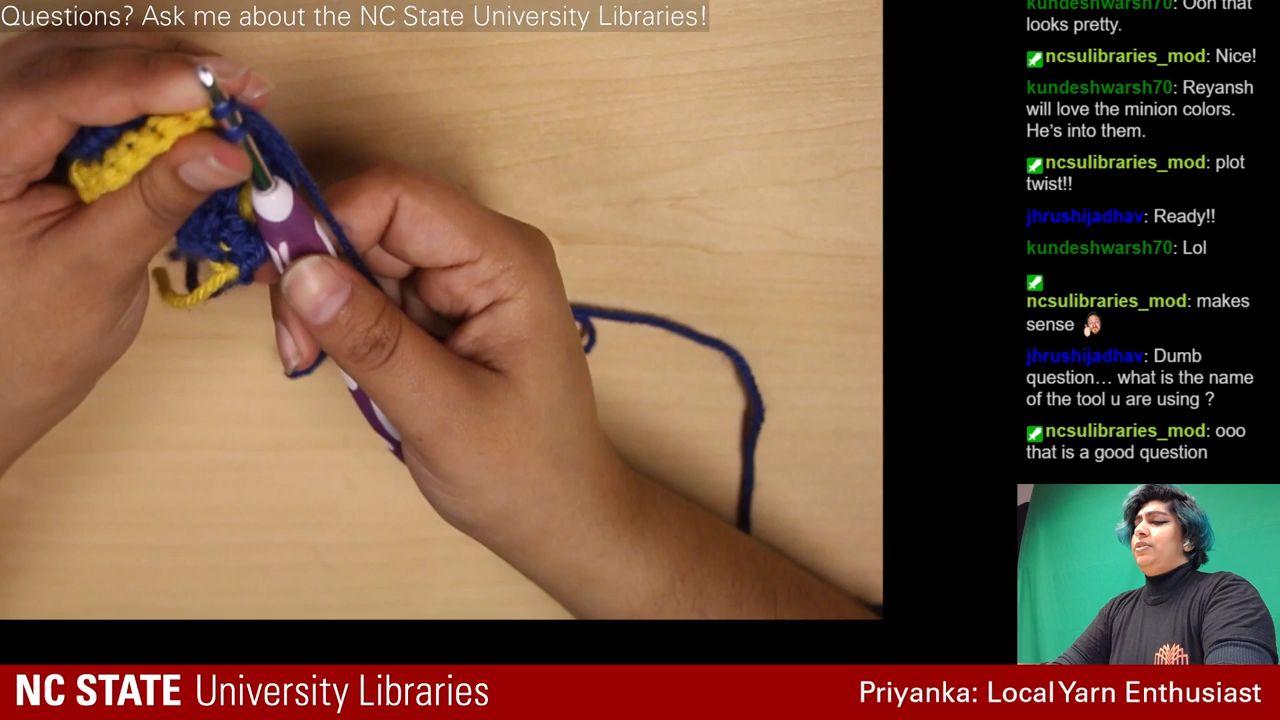 Questions? Ask me about the NC State University Libraries!
kundeshwarsh70: Ooh that
looks pretty.
ncsulibraries_mod: Nice!
kundeshwarsh70: Reyansh
will love the minion colors.
He's into them.
ncsulibraries_mod: plot
twist!!
jhrushijadhav: Ready!!
kundeshwarsh70: Lol
ncsulibraries_mod: makes
sense
jhrushijadhav: Dumb
question… what is the name
of the tool u are using ?
ncsulibraries_mod: ooo
that is a good question
NC STATE University Libraries
Priyanka: Local Yarn Enthusiast